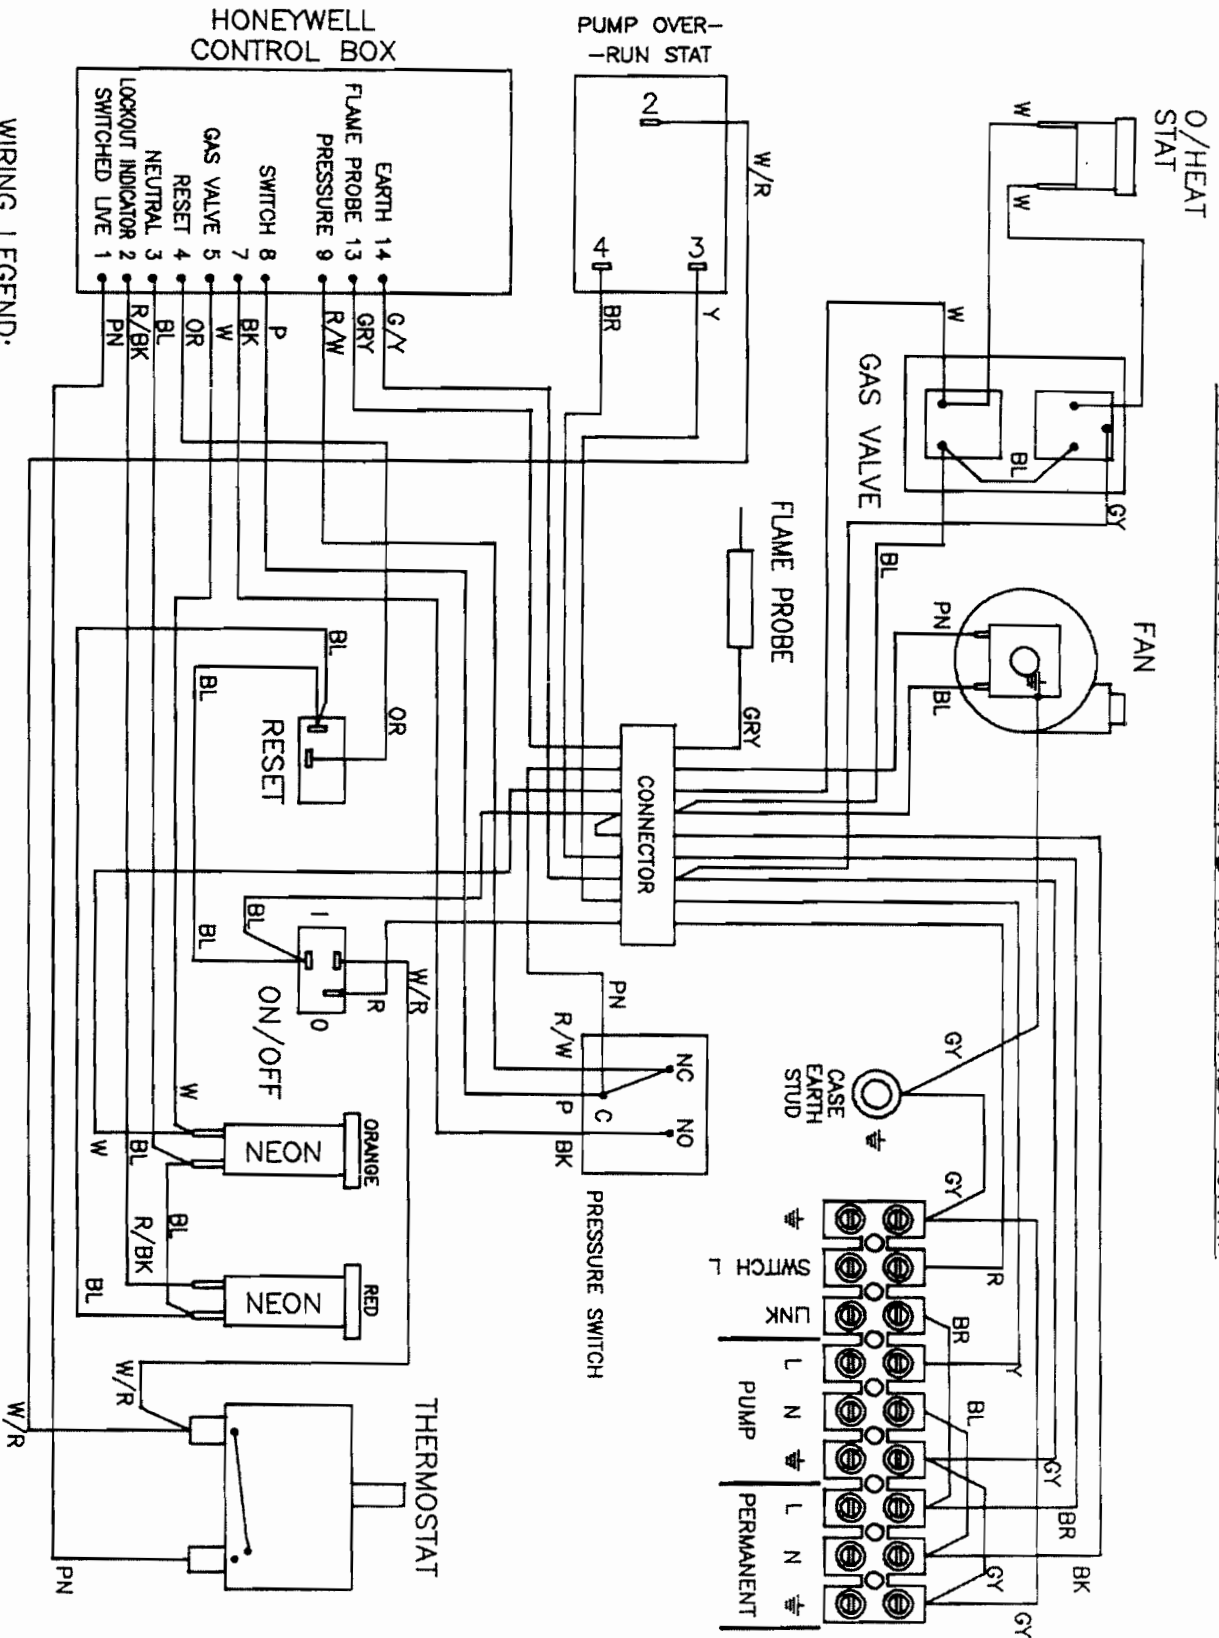 HONEYWELL
CONTROL BOX
SWITCHED LIVE 1
LOCKOUT INDICATOR 2
NEUTRAL 3
RESET 4
GAS VALVE 5
7
SWITCH 8
PRESSURE 9
FLAME PROBE 13
EARTH 14
PN
R/BK
BL
OR
W
BK
P
R/W
GRY
G/Y
PUMP OVER-
-RUN STAT
2
3
4
W/R
BR
Y
O/HEAT
STAT
W
W
W
GAS VALVE
BL
GY
BL
FLAME PROBE
GRY
FAN
PN
BL
CONNECTOR
WIRING LEGEND:
BL
BL
RESET
OR
BL
BL
I
O
ON/OFF
W/R
R
PN
R/W
P
BK
NC
C
NO
PRESSURE SWITCH
CASE
EARTH
STUD
GY
GY
SWITCH L
LINK
L
N
PUMP
L
N
PERMANENT
R
BR
Y
BL
GY
BR
GY
BK
GY
W
W
BL
NEON
ORANGE
BL
R/BK
BL
NEON
RED
W/R
W/R
THERMOSTAT
PN